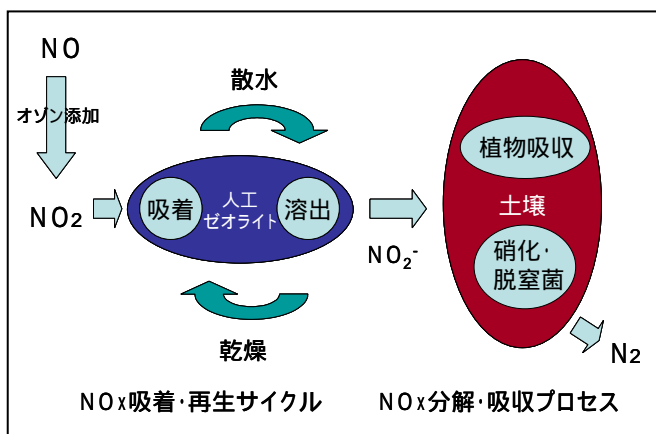 NO
オゾン添加
NO2
散水
吸着
人工
ゼオライト
溶出
乾燥
NO2-
植物吸収
土壌
硝化・
脱窒菌
N2
NOx吸着・再生サイクル
NOx分解・吸収プロセス